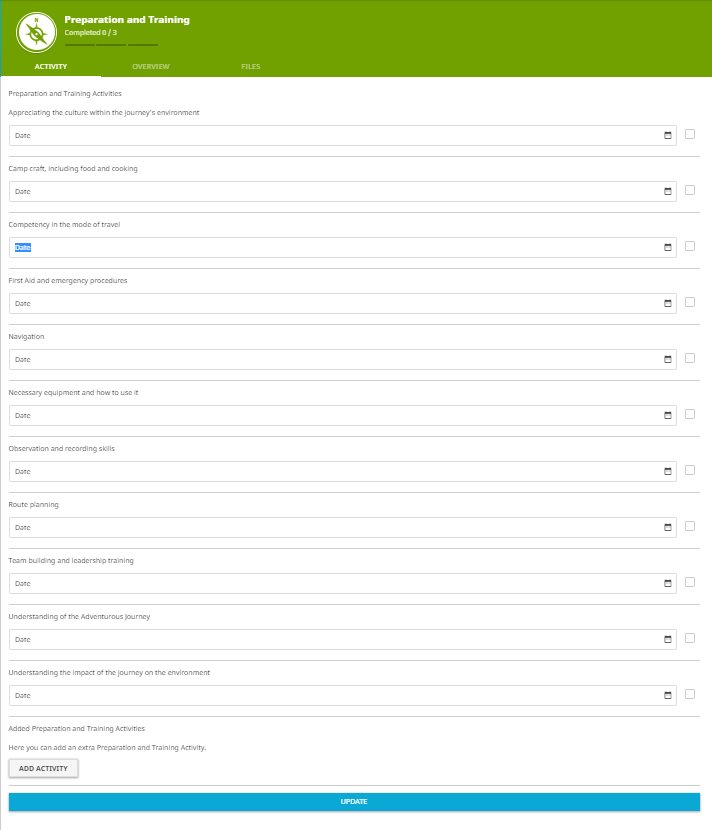 N
Preparation and Training
Completed 0 / 3
ACTIVITY OVERVIEW FILES
Preparation and Training Activities
Appreciating the culture within the journey's environment
Date
Camp craft, including food and cooking
Date
Competency in the mode of travel
Date
First Aid and emergency procedures
Date
Navigation
Date
Necessary equipment and how to use it
Date
Observation and recording skills
Date
Route planning
Date
Team building and leadership training
Date
Understanding of the Adventurous Journey
Date
Understanding the impact of the journey on the environment
Date
Added Preparation and Training Activities
Here you can add an extra Preparation and Training Activity.
ADD ACTIVITY
UPDATE